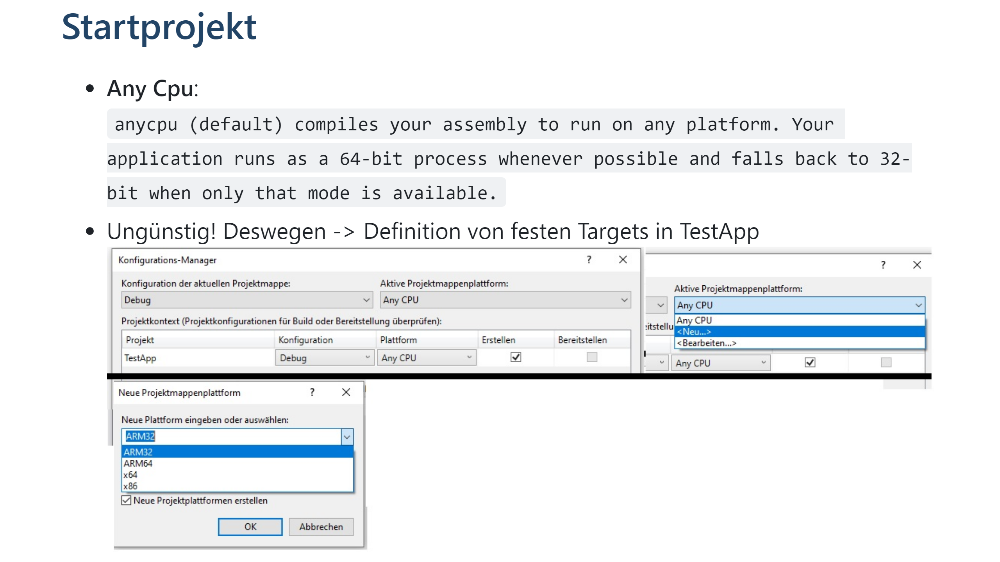 Startprojekt
Any Cpu:
anycpu (default) compiles your assembly to run on any platform. Your
application runs as a 64-bit process whenever possible and falls back to 32-
bit when only that mode is available.
Ungünstig! Deswegen -> Definition von festen Targets in TestApp
Konfigurations-Manager
Konfiguration der aktuellen Projektmappe: Aktive Projektmappenplattform:
Debug Any CPU
Projektkontext (Projektkonfigurationen für Build oder Bereitstellung überprüfen):
Projekt Konfiguration Plattform Erstellen Bereitstellen
TestApp Debug Any CPU
Aktive Projektmappenplattform:
Any CPU
Any CPU
<Neu...>
eitstellu
<Bearbeiten...>
Any CPU
Neue Projektmappenplattform
Neue Plattform eingeben oder auswählen:
ARM32
ARM32
ARM64
x64
x86
Neue Projektplattformen erstellen
OK Abbrechen